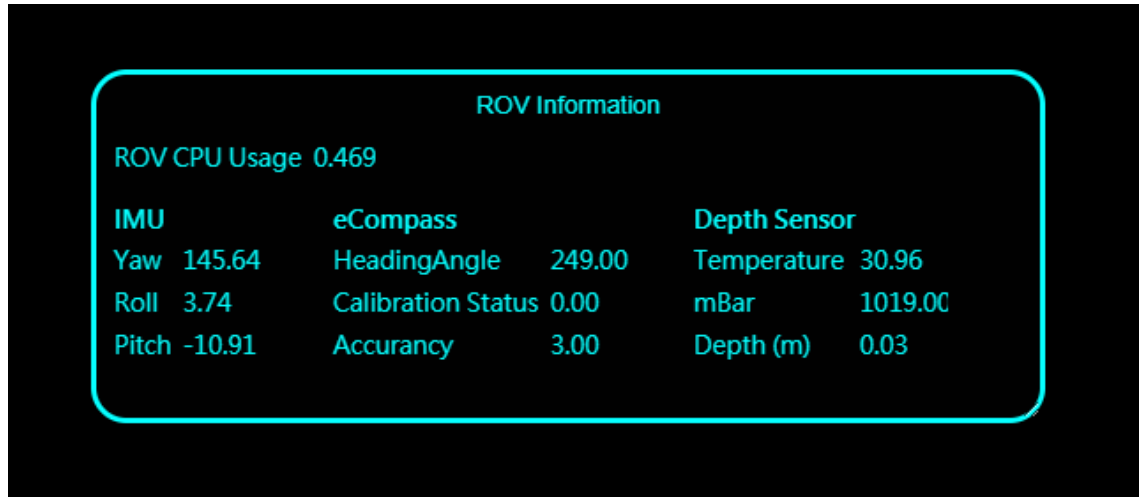 ROV Information
ROV CPU Usage 0.469
IMU eCompass Depth Sensor
Yaw 145.64 HeadingAngle 249.00 Temperature 30.96
Roll 3.74 Calibration Status 0.00 mBar 1019.00
Pitch -10.91 Accurancy 3.00 Depth (m) 0.03